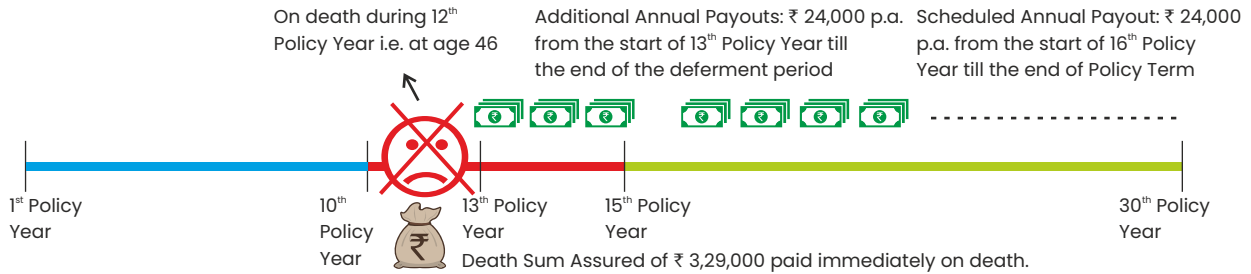 On death during 12th
Policy Year i.e. at age 46
Additional Annual Payouts: ₹ 24,000 p.a.
from the start of 13th Policy Year till
the end of the deferment period
Scheduled Annual Payout: ₹ 24,000
p.a. from the start of 16th Policy
Year till the end of Policy Term
₹ ₹ ₹ ₹ ₹ ₹ ₹
1st Policy
Year
10th
Policy
Year
₹
13th Policy
Year
15th Policy
Year
30th Policy
Year
Death Sum Assured of ₹ 3,29,000 paid immediately on death.